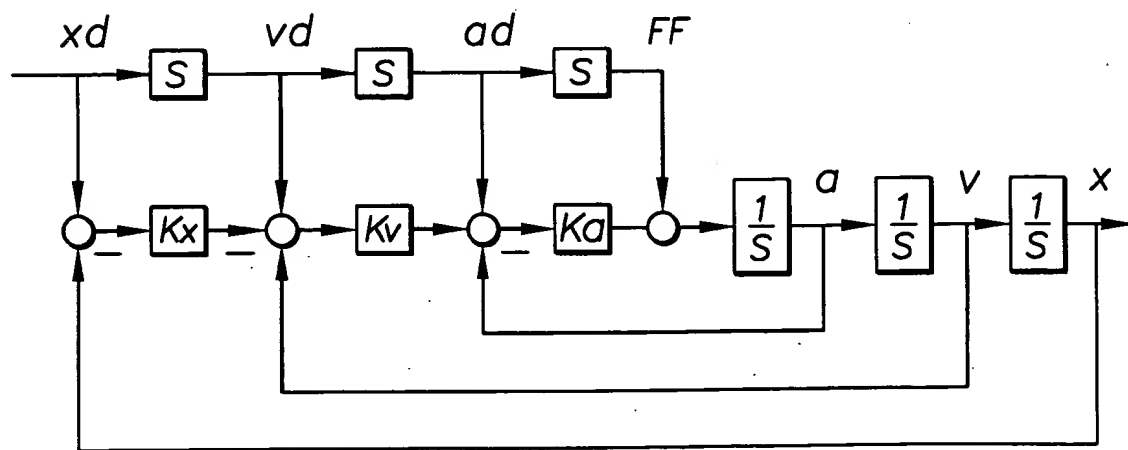 xd vd ad FF
S S S
a v x
Kx Kv Ka 1/S 1/S 1/S
− − −